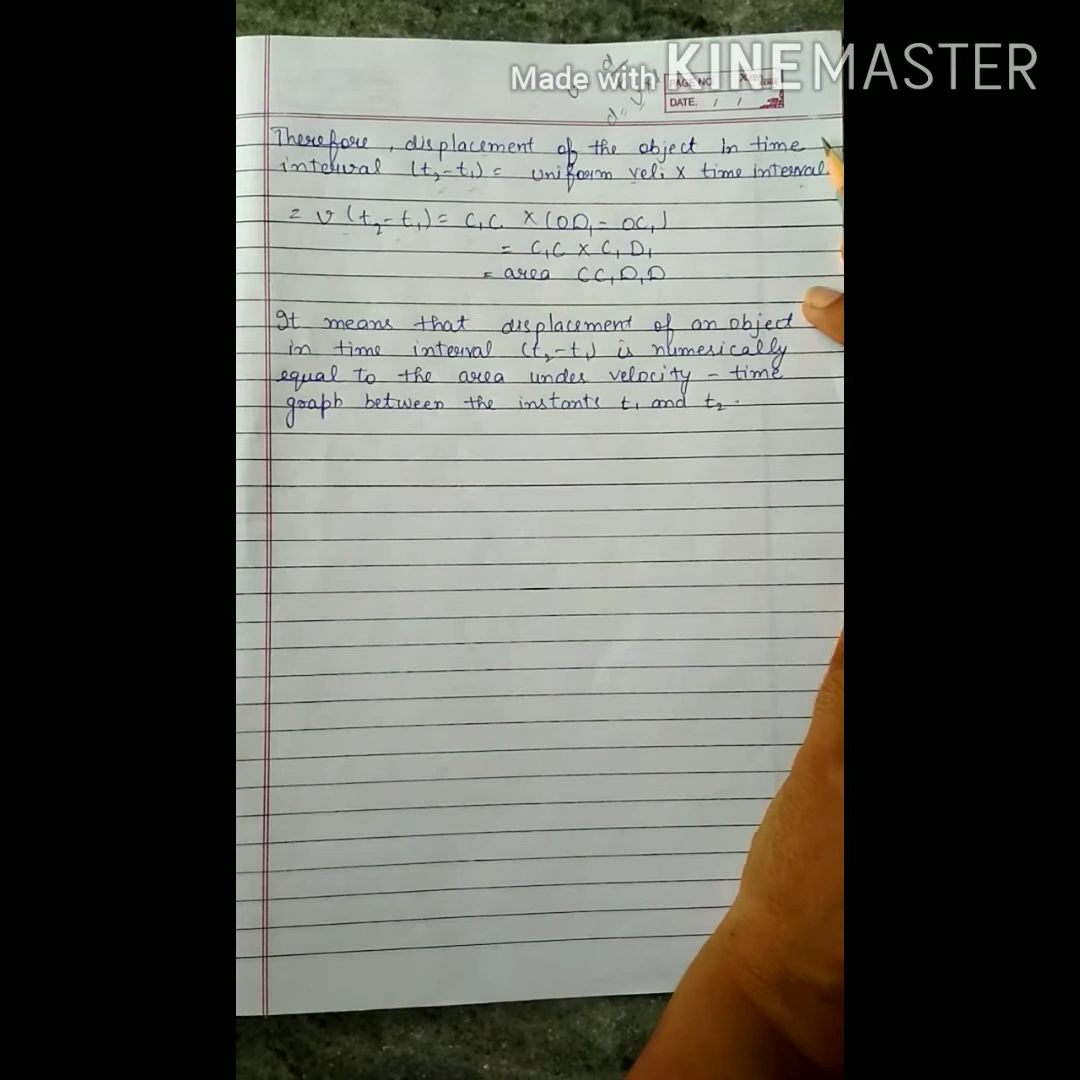 Made with KINEMASTER
PAGE NO.
DATE. / /
Therefore, displacement of the object in time
interval (t₂-t₁) = uniform vel. × time interval
= v (t₂-t₁) = C₁C × (OD₁ - OC₁)
= C₁C × C₁D₁
= area CC₁D₁D
It means that displacement of an object
in time interval (t₂-t₁) is numerically
equal to the area under velocity - time
graph between the instants t₁ and t₂.